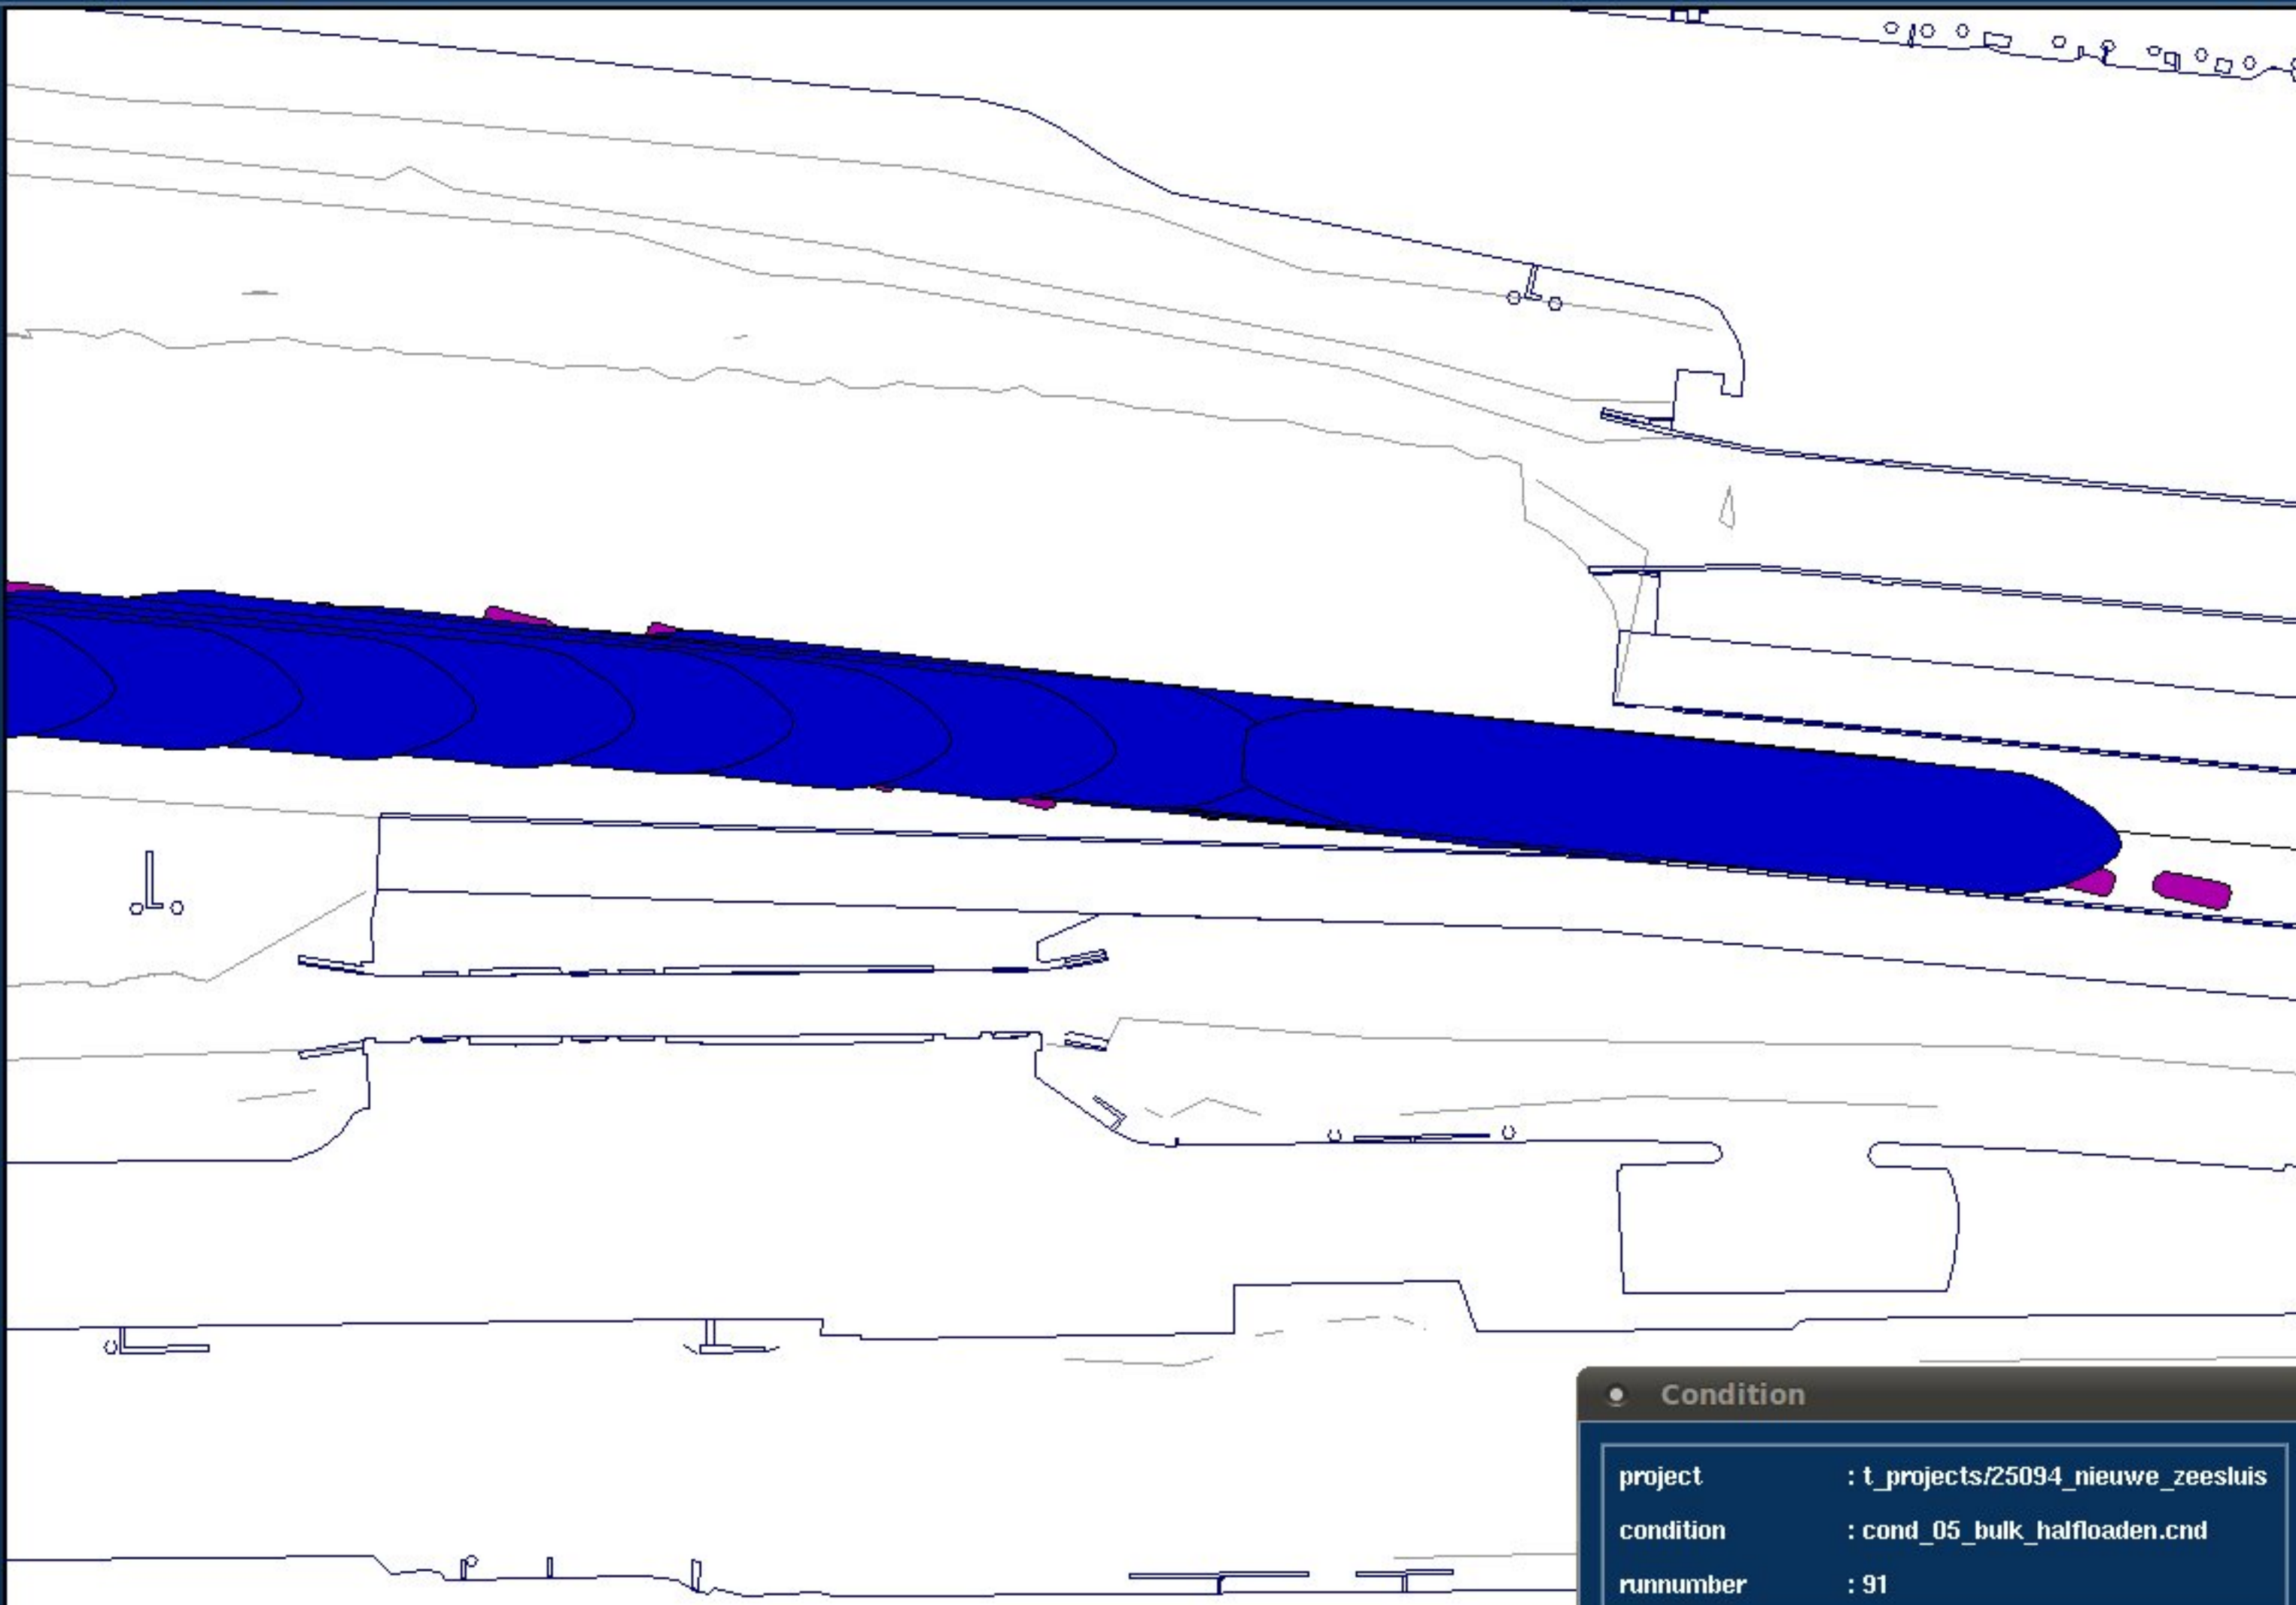 Condition
project : t_projects/25094_nieuwe_zeesluis
condition : cond_05_bulk_halfloaden.cnd
runnumber : 91